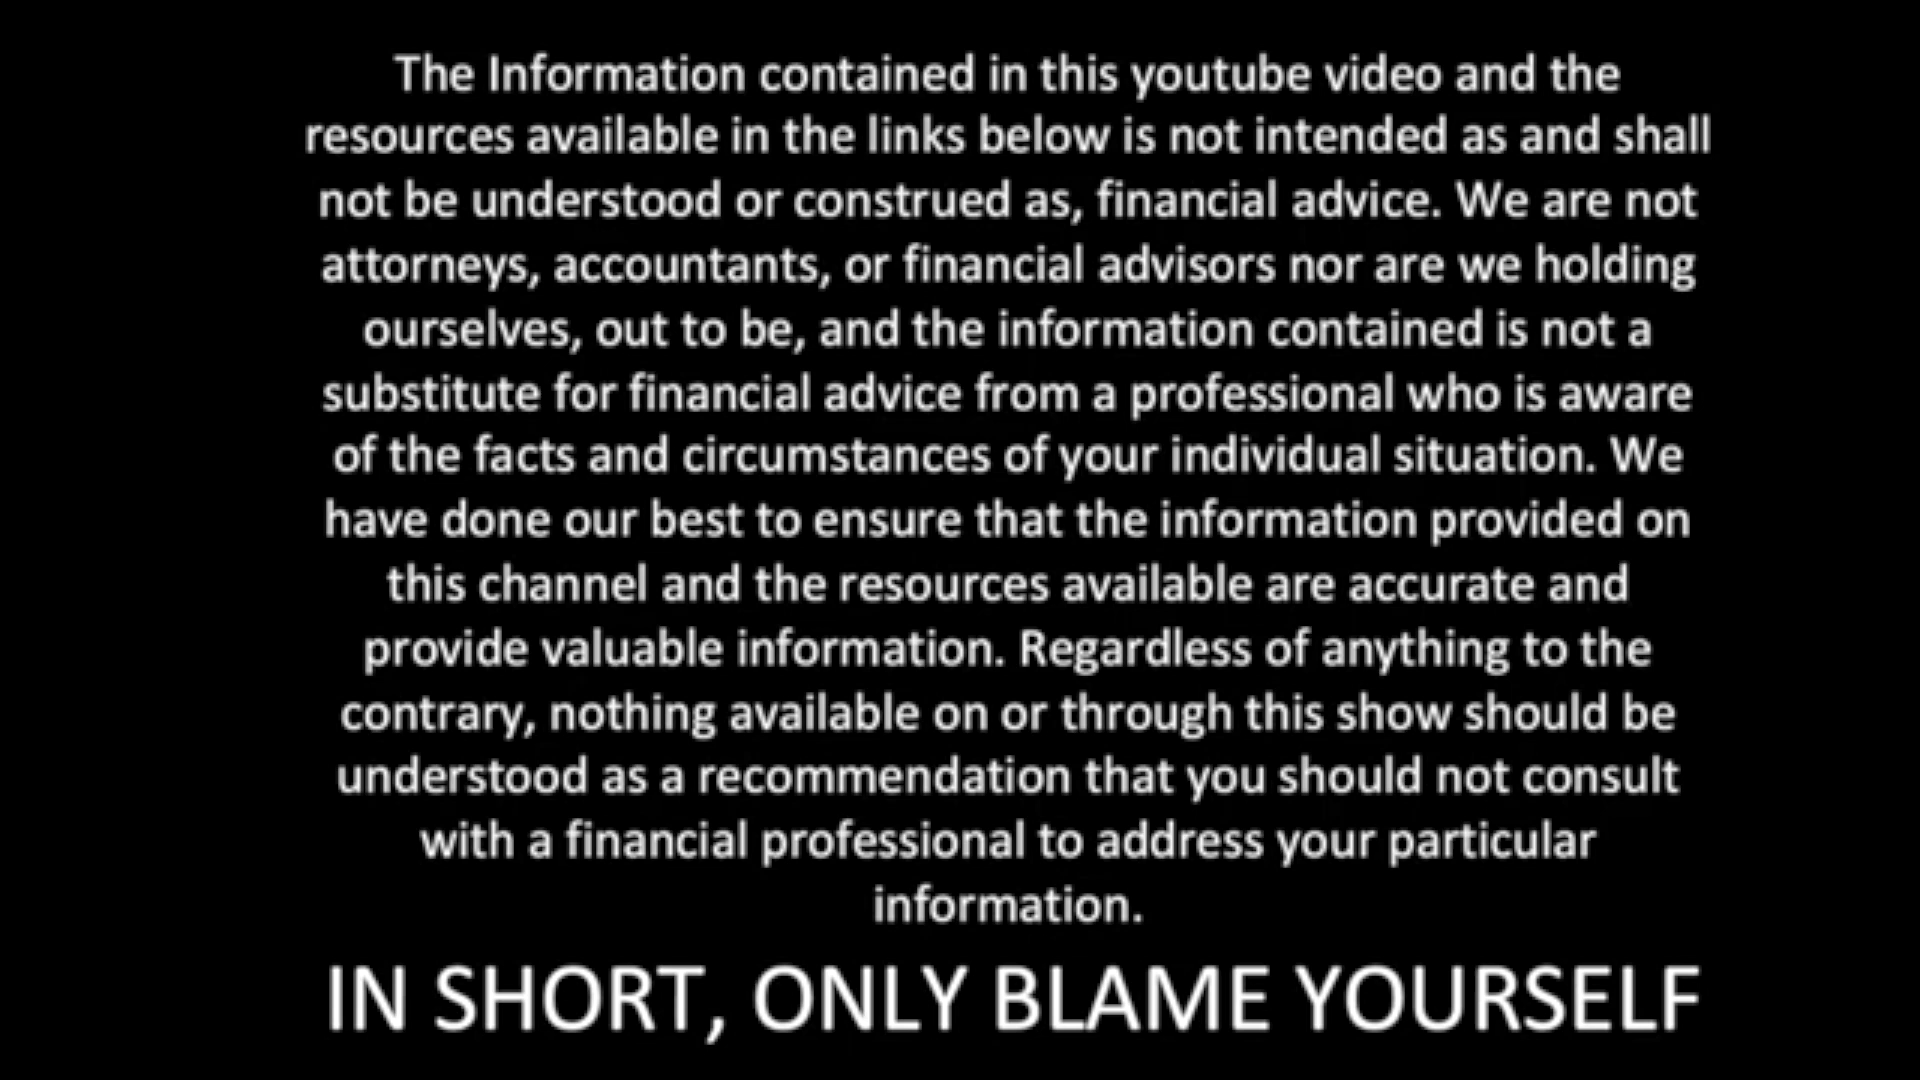 The Information contained in this youtube video and the
resources available in the links below is not intended as and shall
not be understood or construed as, financial advice. We are not
attorneys, accountants, or financial advisors nor are we holding
ourselves, out to be, and the information contained is not a
substitute for financial advice from a professional who is aware
of the facts and circumstances of your individual situation. We
have done our best to ensure that the information provided on
this channel and the resources available are accurate and
provide valuable information. Regardless of anything to the
contrary, nothing available on or through this show should be
understood as a recommendation that you should not consult
with a financial professional to address your particular
information.
IN SHORT, ONLY BLAME YOURSELF